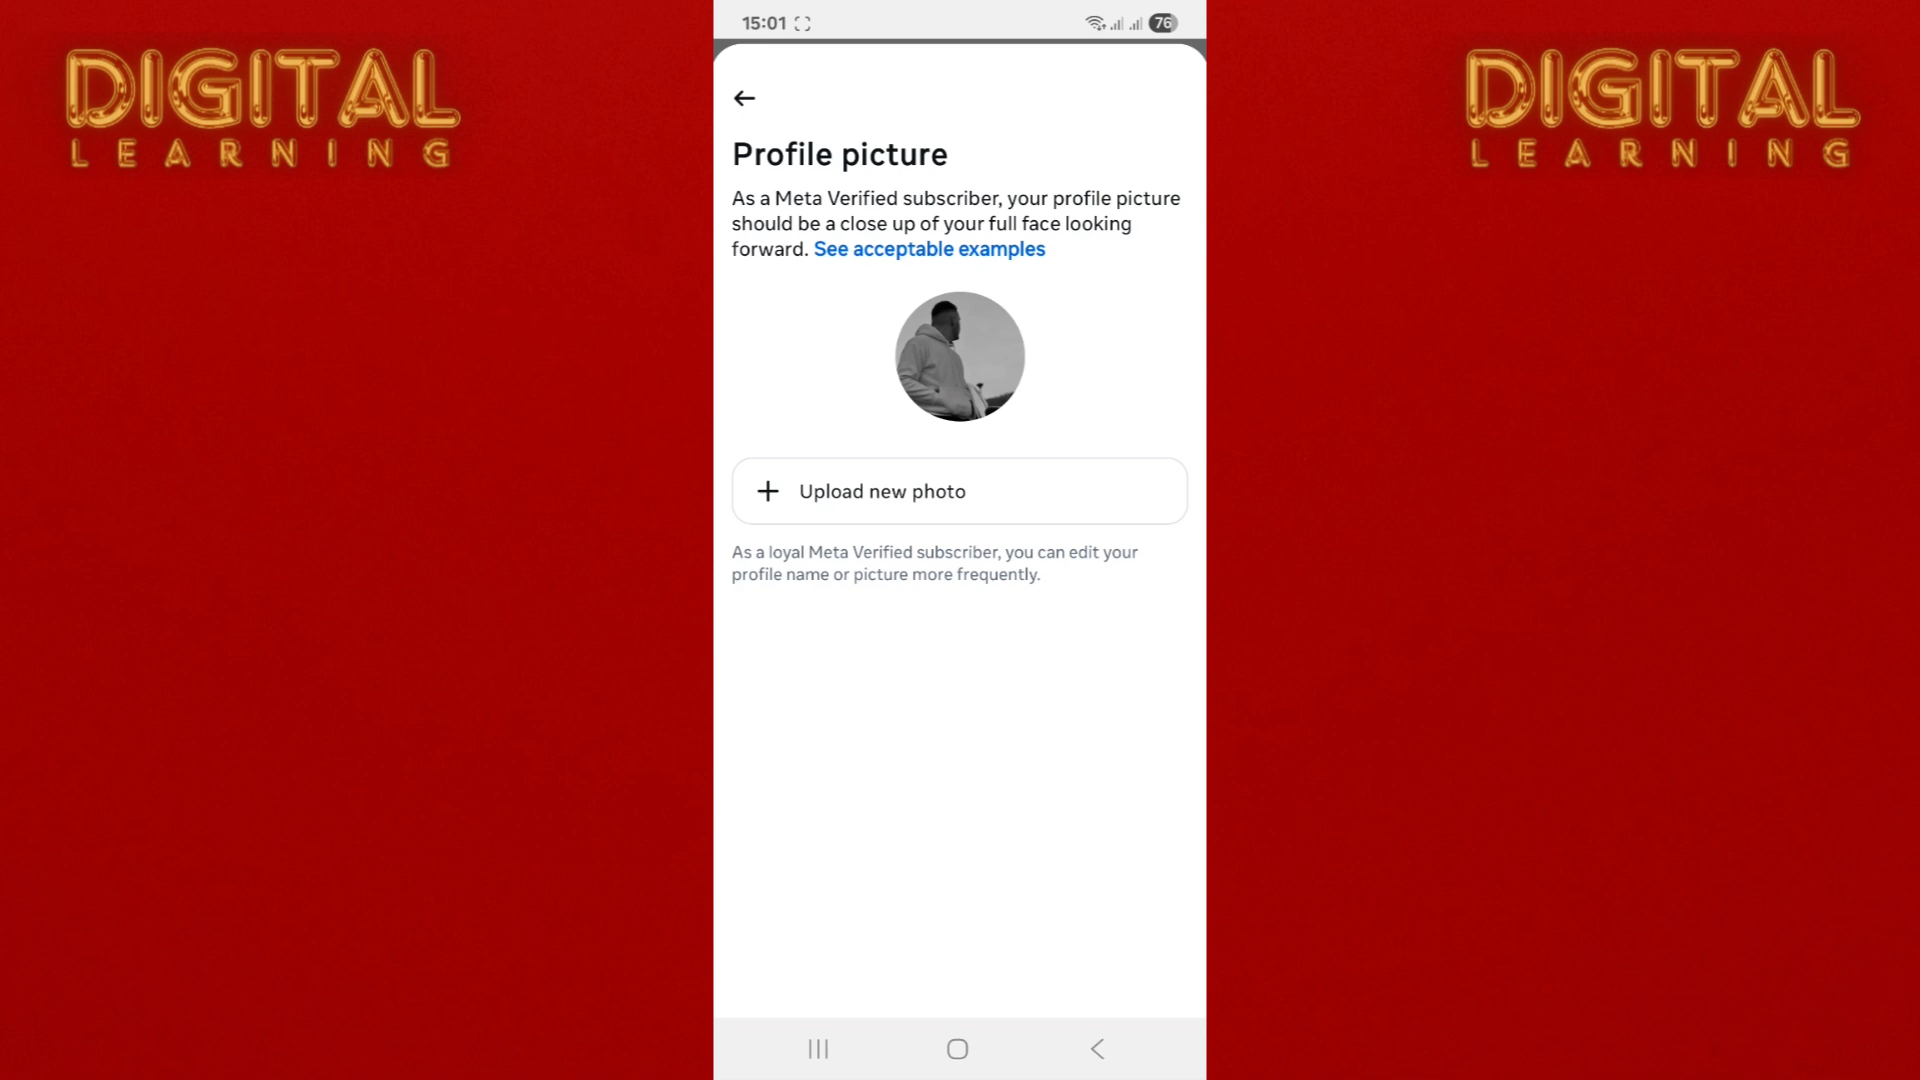 DIGITAL
LEARNING
DIGITAL
LEARNING
15:01
76
Profile picture
As a Meta Verified subscriber, your profile picture
should be a close up of your full face looking
forward. See acceptable examples
Upload new photo
As a loyal Meta Verified subscriber, you can edit your
profile name or picture more frequently.